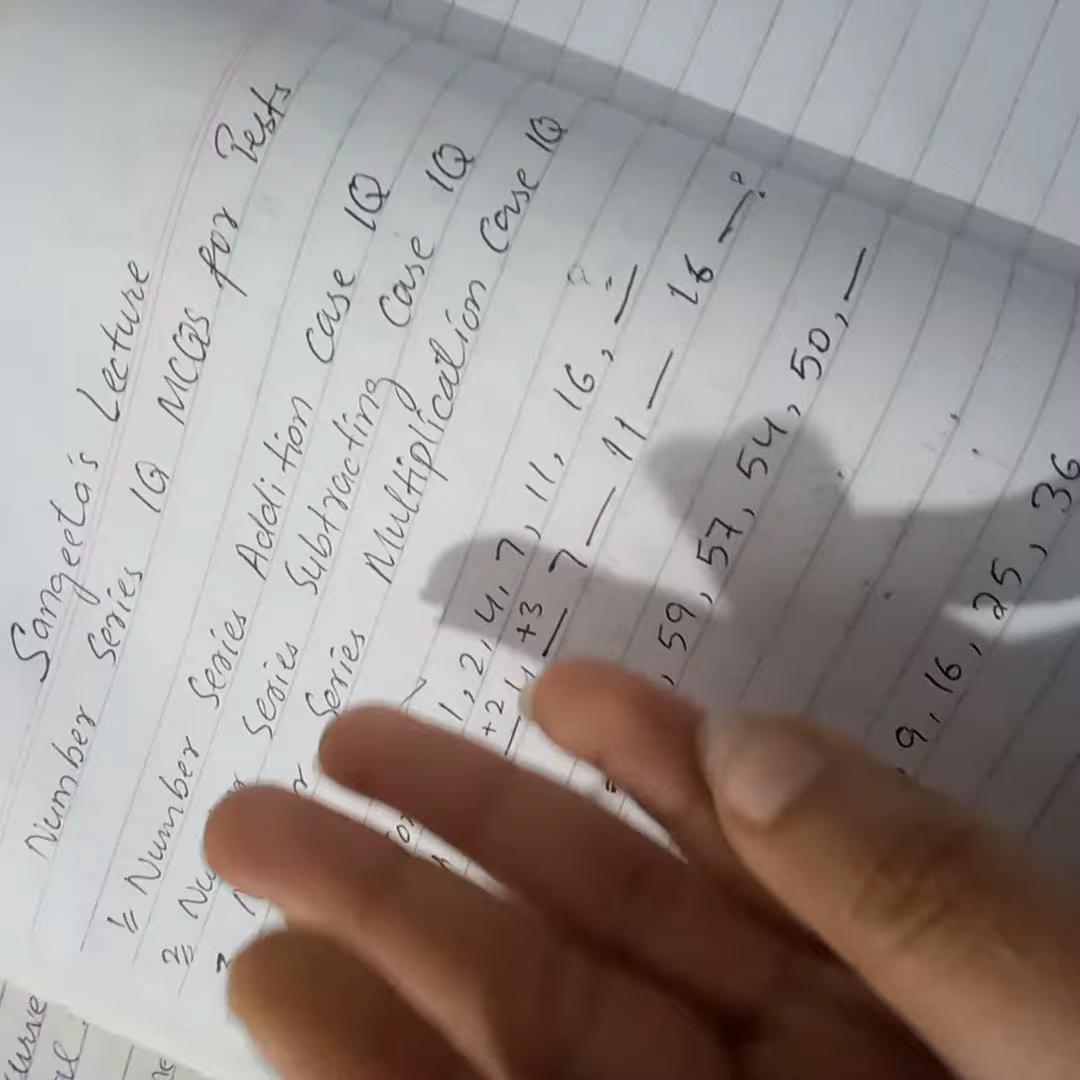 Sangeeta's Lecture
Number Series IQ MCQs for Tests
1 Number Series Addition Case IQ
2 Series Subtracting Case IQ
3 Series Multiplication Case IQ
1, 2, 4, 7, 11, 16, _ ?
+2 +3
7 _ 11 _ 16 _ ?
, 59, 57, 54, 50, _
, 9, 16, 25, 36